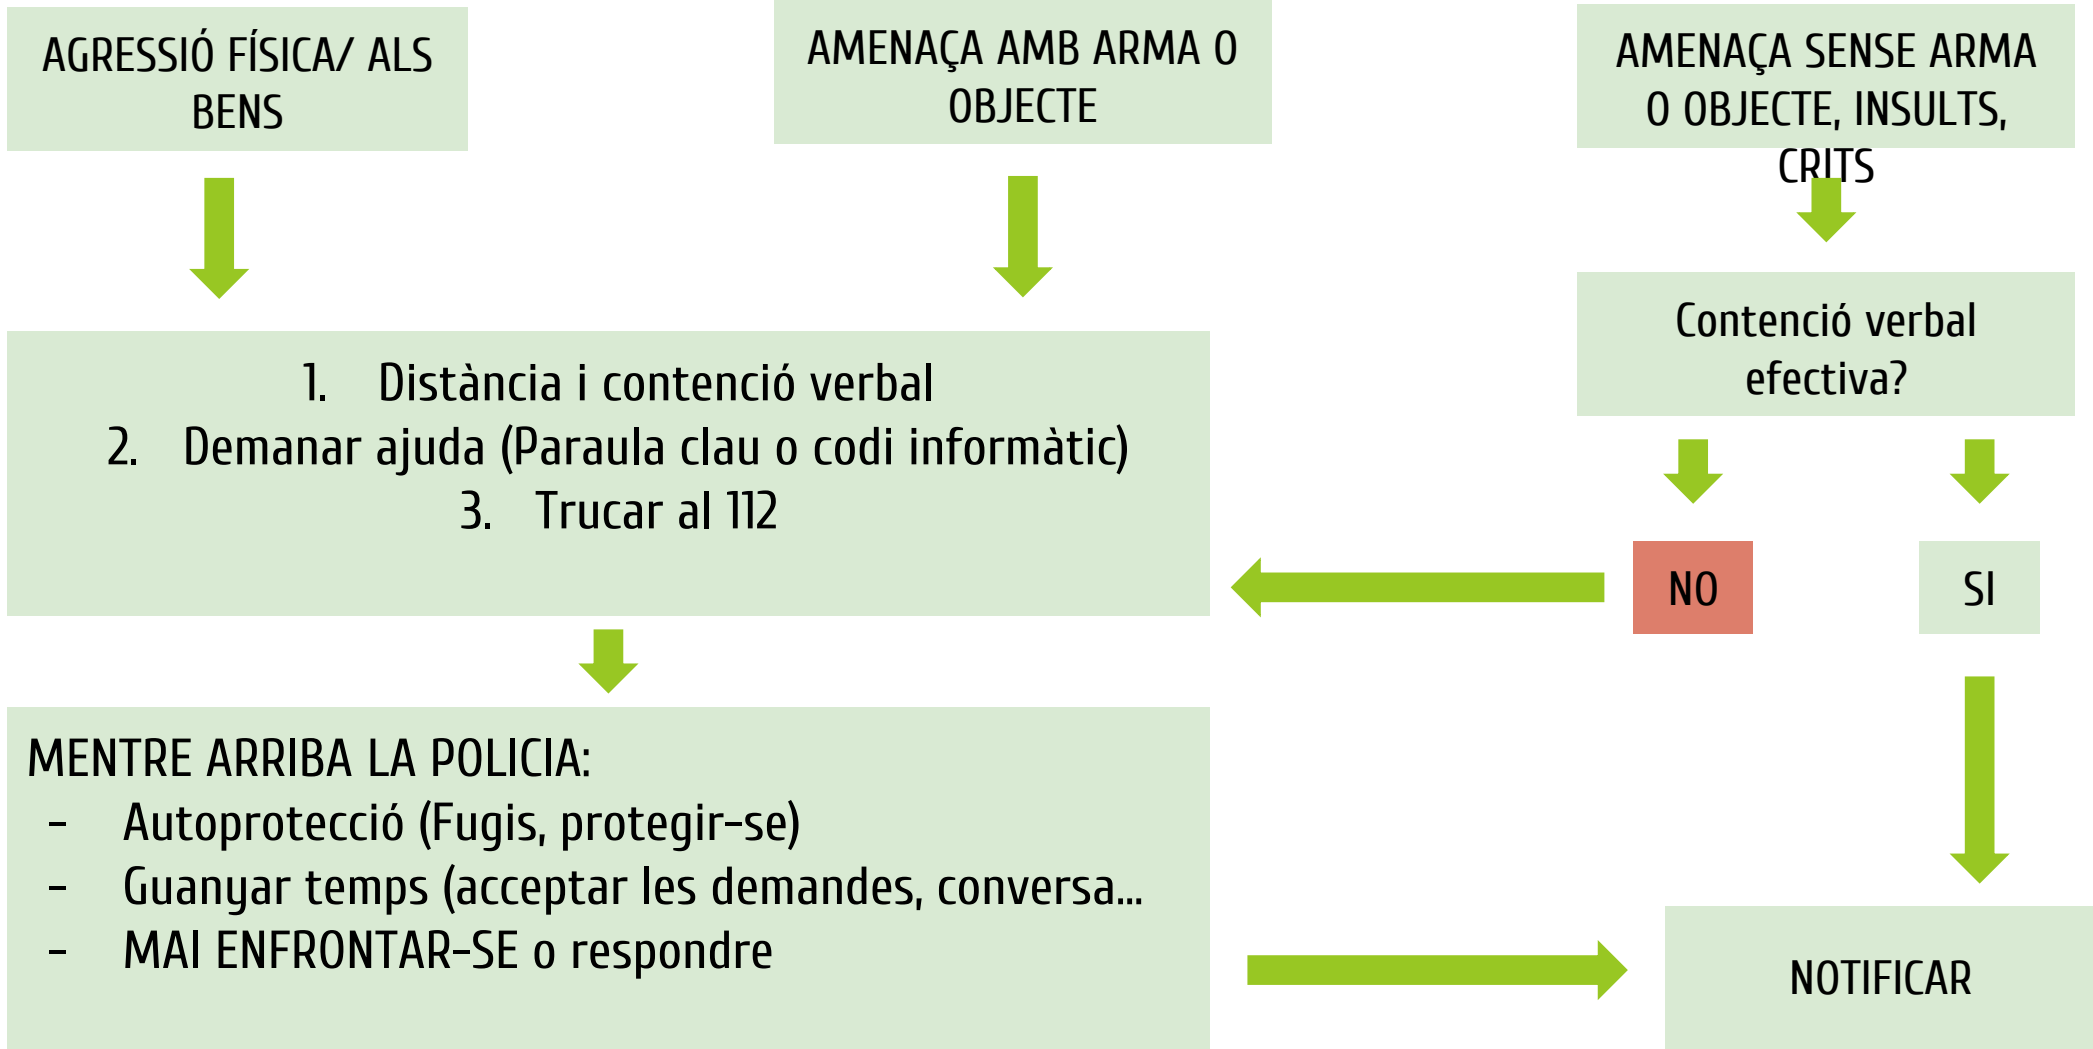 AGRESSIÓ FÍSICA/ ALS
BENS
AMENAÇA AMB ARMA O
OBJECTE
AMENAÇA SENSE ARMA
O OBJECTE, INSULTS,
CRITS
Contenció verbal
efectiva?
1. Distància i contenció verbal
2. Demanar ajuda (Paraula clau o codi informàtic)
3. Trucar al 112
NO
SI
MENTRE ARRIBA LA POLICIA:
- Autoprotecció (Fugis, protegir-se)
- Guanyar temps (acceptar les demandes, conversa...
- MAI ENFRONTAR-SE o respondre
NOTIFICAR